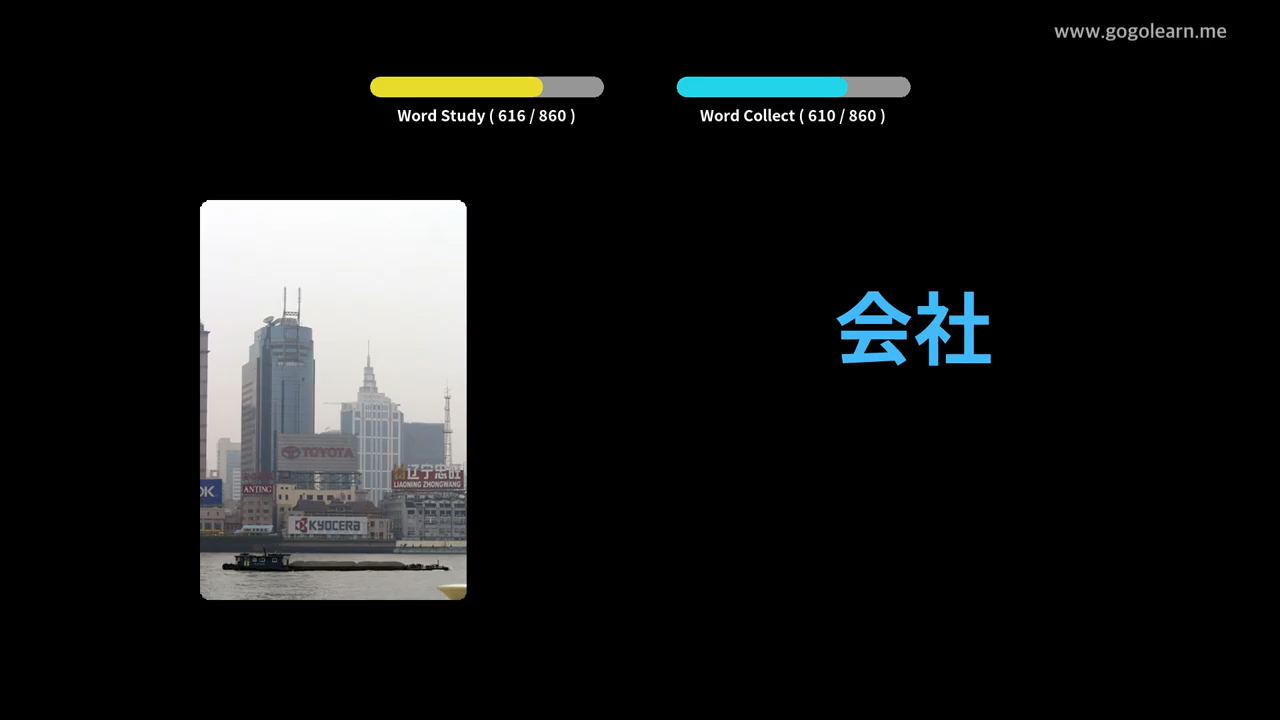 www.gogolearn.me
Word Study ( 616 / 860 )
Word Collect ( 610 / 860 )
会社
TOYOTA
辽宁忠旺
LIAONING ZHONGWANG
OK
ANTING
KYOCERA